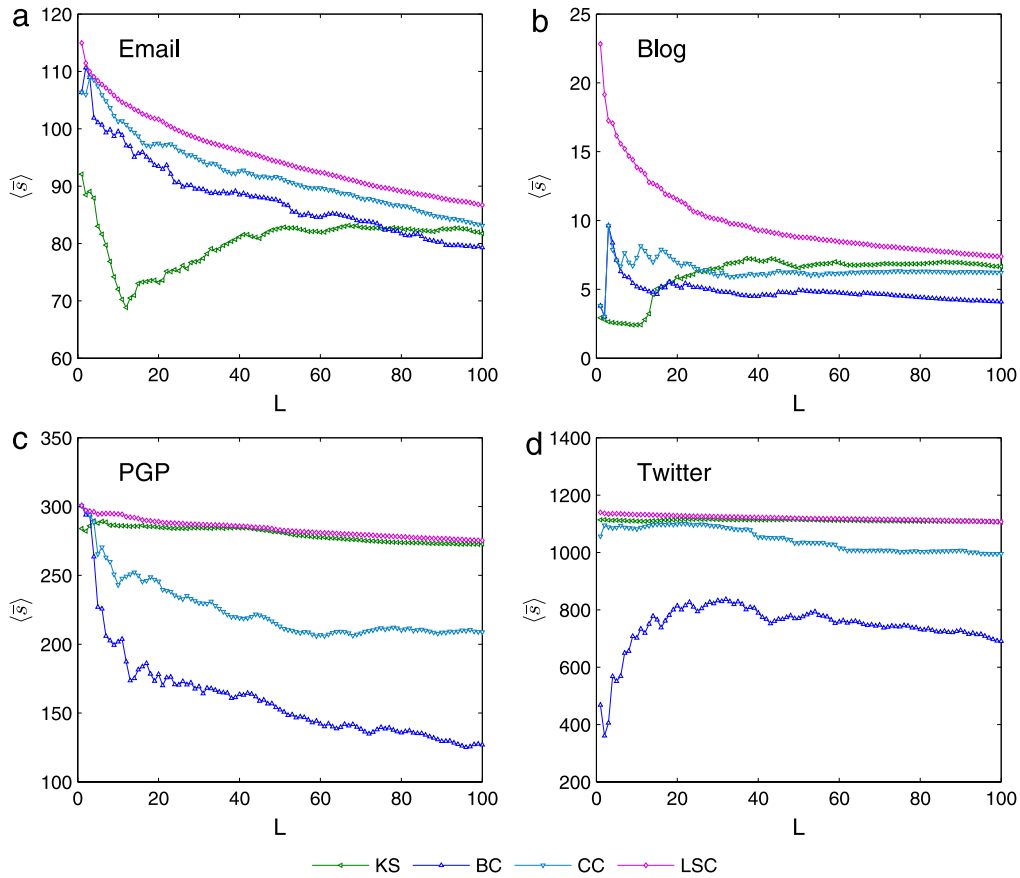 a
Email
⟨s̅⟩
120
110
100
90
80
70
60
0 20 40 60 80 100
L
b
Blog
⟨s̅⟩
25
20
15
10
5
0
0 20 40 60 80 100
L
c
PGP
⟨s̅⟩
350
300
250
200
150
100
0 20 40 60 80 100
L
d
Twitter
⟨s̅⟩
1400
1200
1000
800
600
400
200
0 20 40 60 80 100
L
KS BC CC LSC